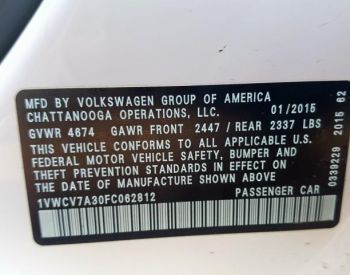 MFD BY VOLKSWAGEN GROUP OF AMERICA
CHATTANOOGA OPERATIONS, LLC. 01/2015
GVWR 4674 GAWR FRONT 2447 / REAR 2337 LBS
THIS VEHICLE CONFORMS TO ALL APPLICABLE U.S.
FEDERAL MOTOR VEHICLE SAFETY, BUMPER AND
THEFT PREVENTION STANDARDS IN EFFECT ON THE
DATE OF MANUFACTURE SHOWN ABOVE.
1VWCV7A30FC062812 PASSENGER CAR
0339229 2015 62